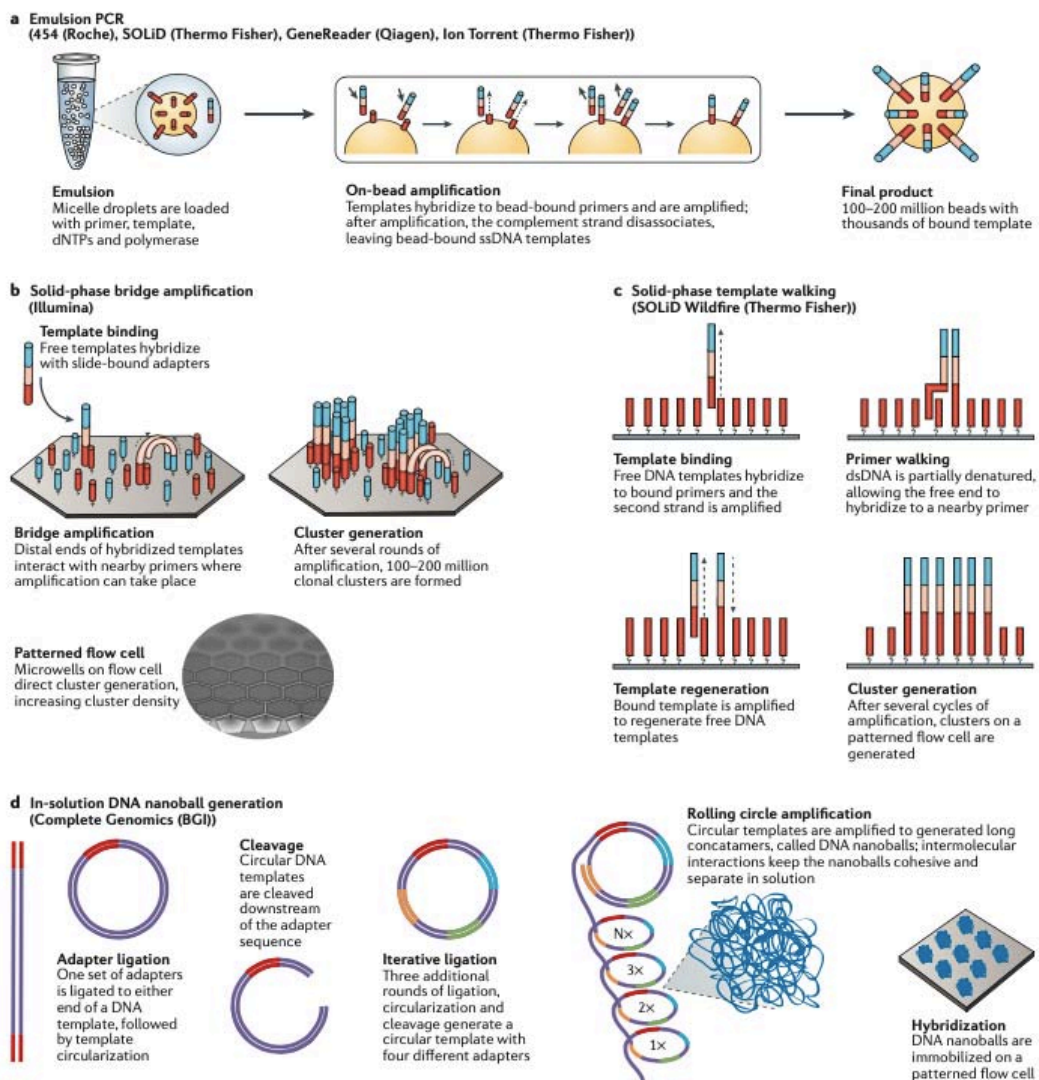 a Emulsion PCR
(454 (Roche), SOLiD (Thermo Fisher), GeneReader (Qiagen), Ion Torrent (Thermo Fisher))
Emulsion
Micelle droplets are loaded
with primer, template,
dNTPs and polymerase
On-bead amplification
Templates hybridize to bead-bound primers and are amplified;
after amplification, the complement strand disassociates,
leaving bead-bound ssDNA templates
Final product
100–200 million beads with
thousands of bound template
b Solid-phase bridge amplification
(Illumina)
Template binding
Free templates hybridize
with slide-bound adapters
Bridge amplification
Distal ends of hybridized templates
interact with nearby primers where
amplification can take place
Cluster generation
After several rounds of
amplification, 100–200 million
clonal clusters are formed
Patterned flow cell
Microwells on flow cell
direct cluster generation,
increasing cluster density
c Solid-phase template walking
(SOLiD Wildfire (Thermo Fisher))
Template binding
Free DNA templates hybridize
to bound primers and the
second strand is amplified
Primer walking
dsDNA is partially denatured,
allowing the free end to
hybridize to a nearby primer
Template regeneration
Bound template is amplified
to regenerate free DNA
templates
Cluster generation
After several cycles of
amplification, clusters on a
patterned flow cell are
generated
d In-solution DNA nanoball generation
(Complete Genomics (BGI))
Adapter ligation
One set of adapters
is ligated to either
end of a DNA
template, followed
by template
circularization
Cleavage
Circular DNA
templates
are cleaved
downstream
of the adapter
sequence
Iterative ligation
Three additional
rounds of ligation,
circularization and
cleavage generate a
circular template with
four different adapters
Rolling circle amplification
Circular templates are amplified to generated long
concatamers, called DNA nanoballs; intermolecular
interactions keep the nanoballs cohesive and
separate in solution
Nx
3x
2x
1x
Hybridization
DNA nanoballs are
immobilized on a
patterned flow cell